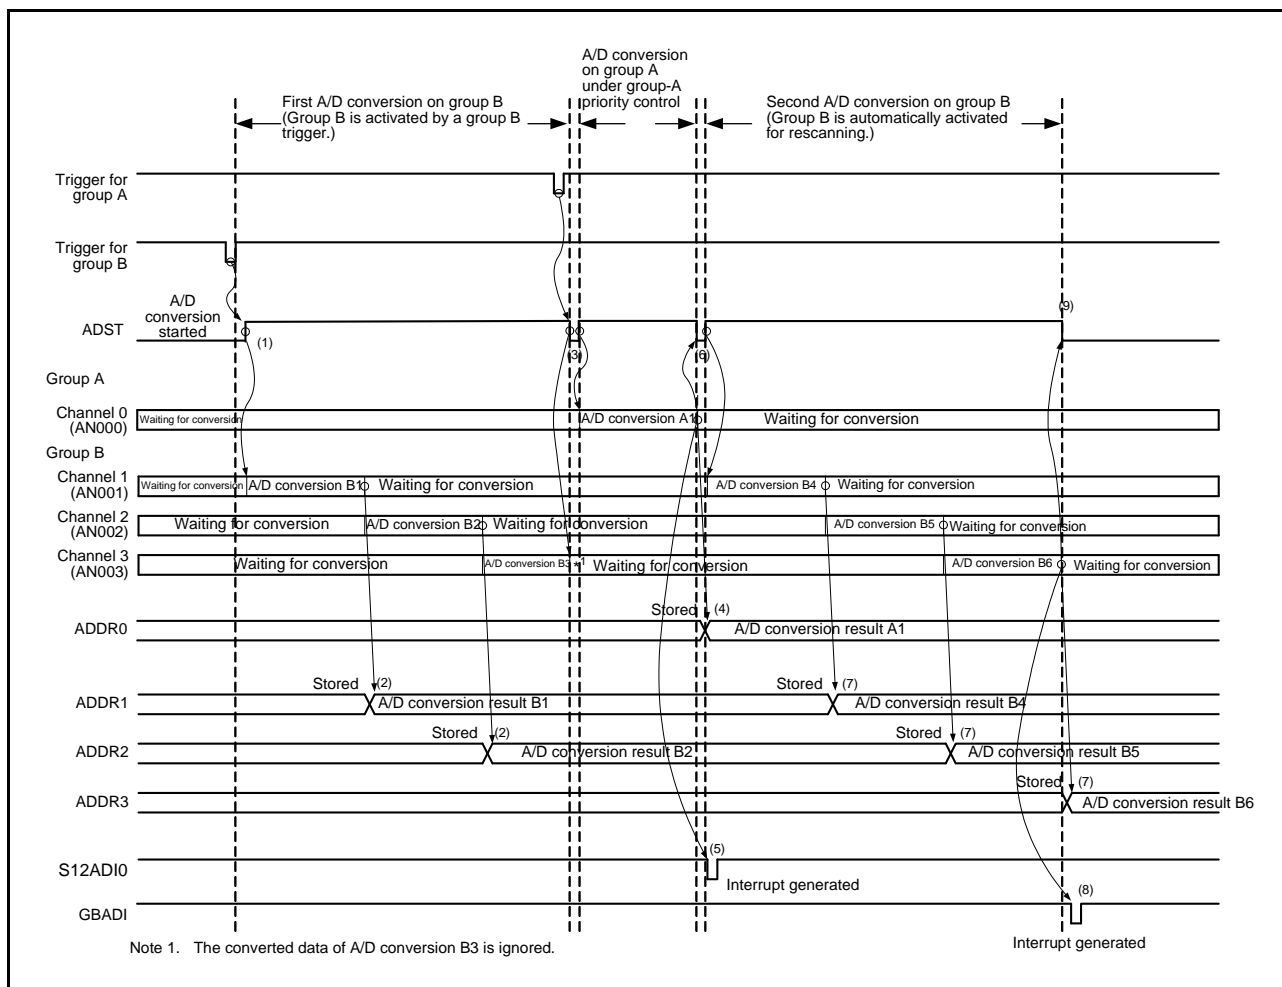 A/D conversion
on group A
under group-A
priority control
First A/D conversion on group B
(Group B is activated by a group B
trigger.)
Second A/D conversion on group B
(Group B is automatically activated
for rescanning.)
Trigger for
group A
Trigger for
group B
A/D
conversion
started
ADST
(1)
(3)
(6)
(9)
Group A
Channel 0
(AN000)
Waiting for conversion
A/D conversion A1
Waiting for conversion
Group B
Channel 1
(AN001)
Waiting for conversion
A/D conversion B1
Waiting for conversion
A/D conversion B4
Waiting for conversion
Channel 2
(AN002)
Waiting for conversion
A/D conversion B2
Waiting for conversion
A/D conversion B5
Waiting for conversion
Channel 3
(AN003)
Waiting for conversion
A/D conversion B3
*1
Waiting for conversion
A/D conversion B6
Waiting for conversion
ADDR0
Stored
(4)
A/D conversion result A1
ADDR1
Stored
(2)
A/D conversion result B1
Stored
(7)
A/D conversion result B4
ADDR2
Stored
(2)
A/D conversion result B2
Stored
(7)
A/D conversion result B5
ADDR3
Stored
(7)
A/D conversion result B6
S12ADI0
(5)
Interrupt generated
GBADI
(8)
Interrupt generated
Note 1. The converted data of A/D conversion B3 is ignored.